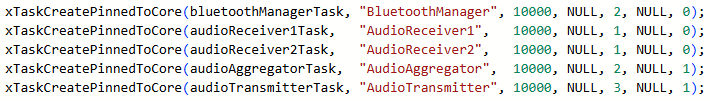 xTaskCreatePinnedToCore(bluetoothManagerTask, "BluetoothManager", 10000, NULL, 2, NULL, 0);
xTaskCreatePinnedToCore(audioReceiver1Task, "AudioReceiver1", 10000, NULL, 1, NULL, 0);
xTaskCreatePinnedToCore(audioReceiver2Task, "AudioReceiver2", 10000, NULL, 1, NULL, 0);
xTaskCreatePinnedToCore(audioAggregatorTask, "AudioAggregator", 10000, NULL, 2, NULL, 1);
xTaskCreatePinnedToCore(audioTransmitterTask, "AudioTransmitter", 10000, NULL, 3, NULL, 1);